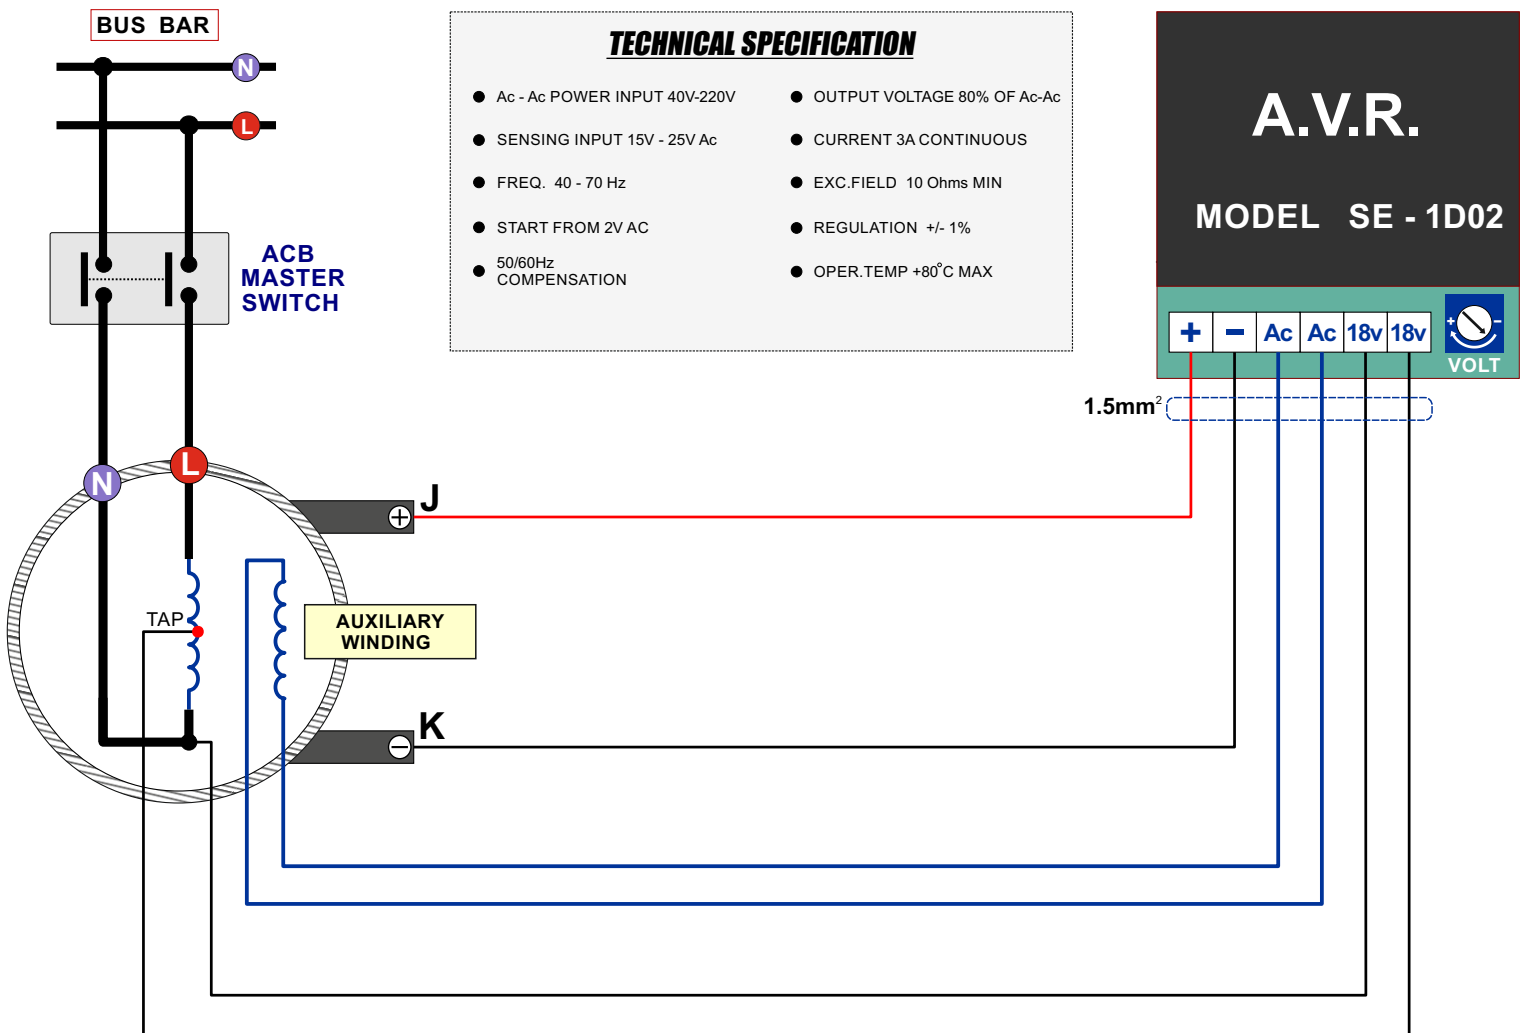 BUS BAR
N
L
ACB
MASTER
SWITCH
TECHNICAL SPECIFICATION
Ac - Ac POWER INPUT 40V-220V
SENSING INPUT 15V - 25V Ac
FREQ. 40 - 70 Hz
START FROM 2V AC
50/60Hz
COMPENSATION
OUTPUT VOLTAGE 80% OF Ac-Ac
CURRENT 3A CONTINUOUS
EXC.FIELD 10 Ohms MIN
REGULATION +/- 1%
OPER.TEMP +80°C MAX
A.V.R.
MODEL SE - 1D02
+ − Ac Ac 18v 18v
+ −
VOLT
1.5mm²
N
L
J
+
TAP
AUXILIARY
WINDING
K
−